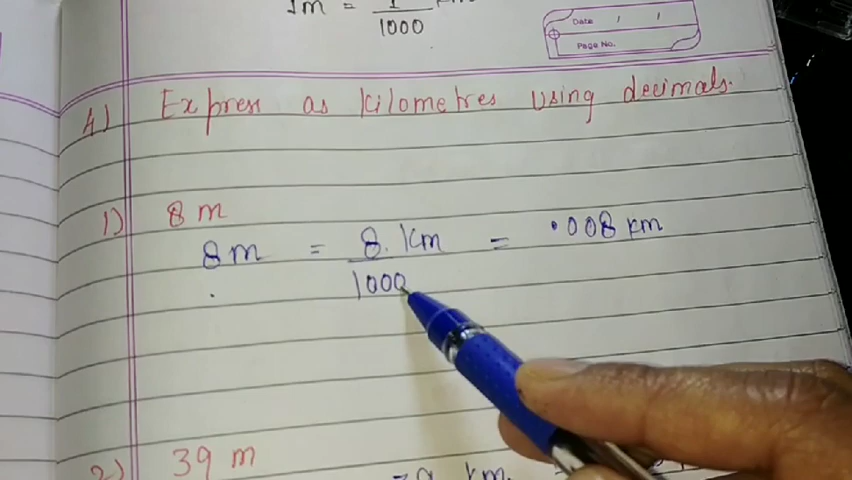 1m = 1
1000
Date / /
Page No.
4) Express as kilometres using decimals.
1) 8 m
8m = 8. km = .008 km
1000
2) 39 m
km.